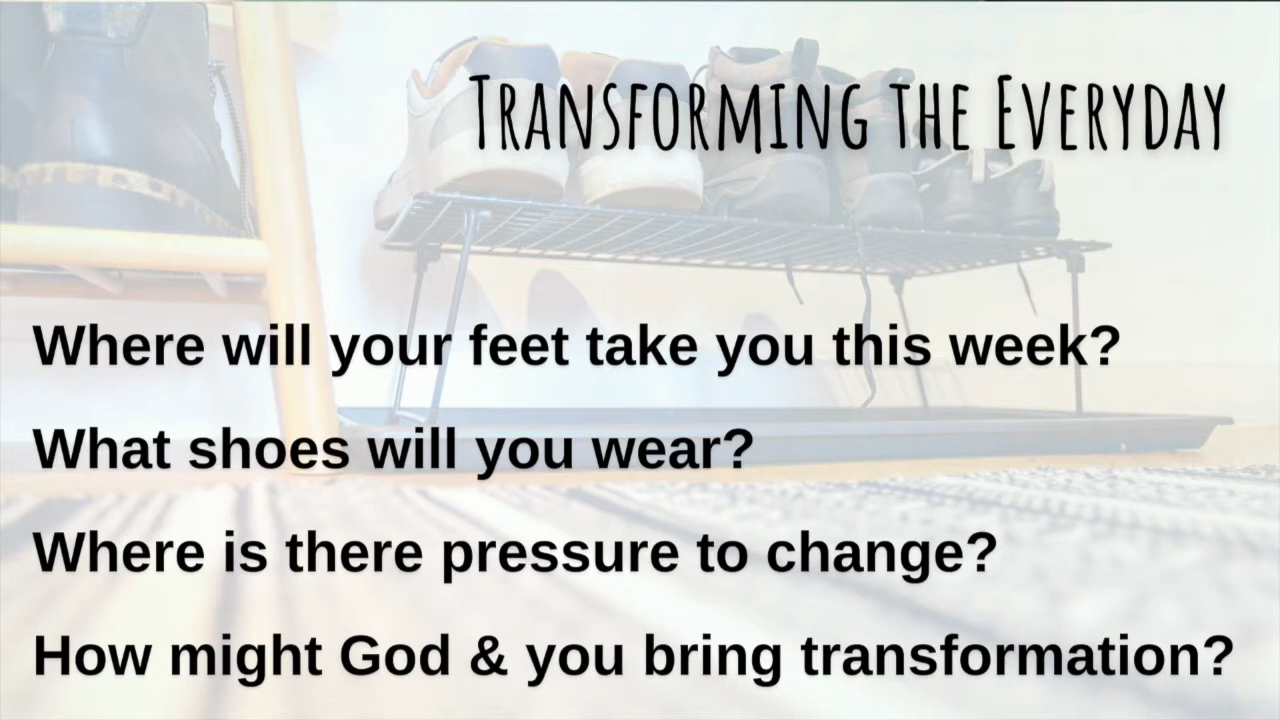 Transforming the Everyday
Where will your feet take you this week?
What shoes will you wear?
Where is there pressure to change?
How might God & you bring transformation?